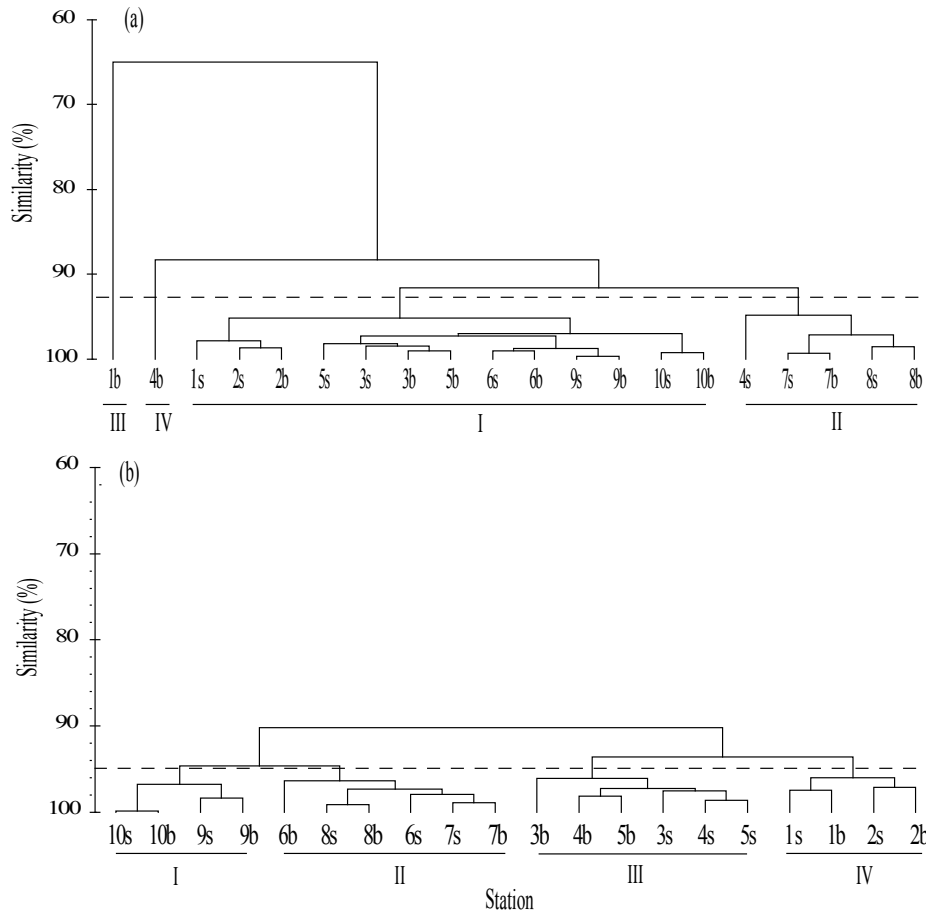 (a)
60
70
80
90
100
Similarity (%)
1b 4b 1s 2s 2b 5s 3s 3b 5b 6s 6b 9s 9b 10s 10b 4s 7s 7b 8s 8b
III IV I II
(b)
60
70
80
90
100
Similarity (%)
10s 10b 9s 9b 6b 8s 8b 6s 7s 7b 3b 4b 5b 3s 4s 5s 1s 1b 2s 2b
I II III IV
Station